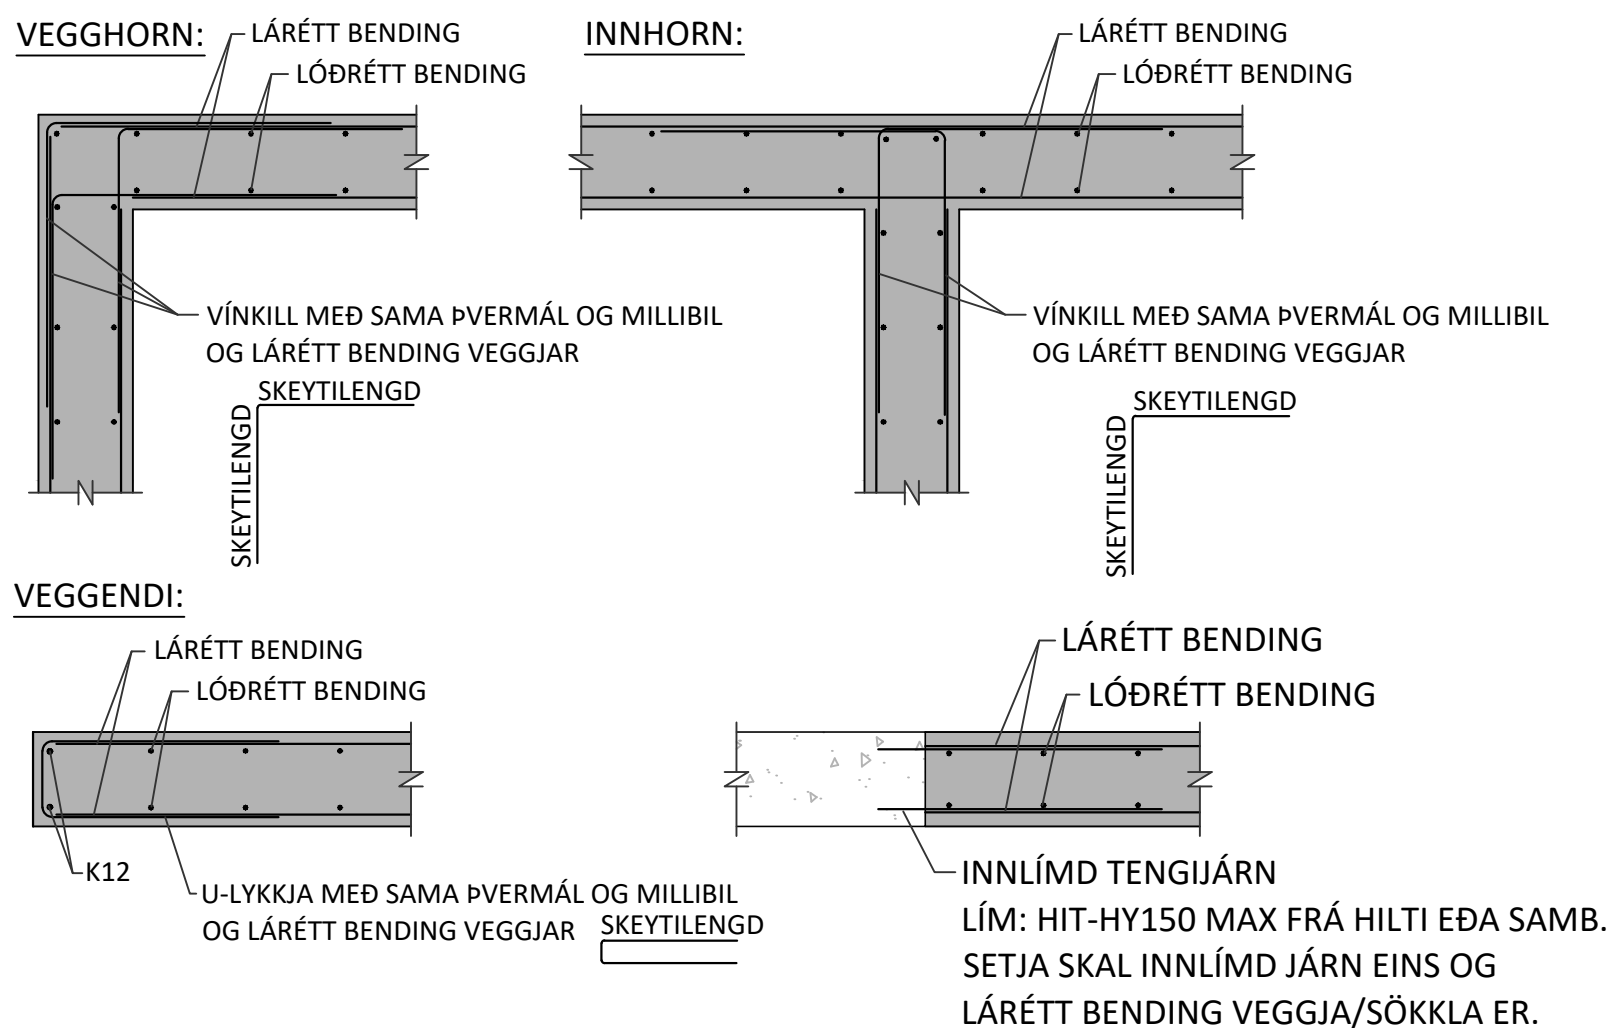 VEGGHORN:
LÁRÉTT BENDING
LÓÐRÉTT BENDING
VÍNKILL MEÐ SAMA ÞVERMÁL OG MILLIBIL
OG LÁRÉTT BENDING VEGGJAR
SKEYTILENGD
SKEYTILENGD
INNHORN:
LÁRÉTT BENDING
LÓÐRÉTT BENDING
VÍNKILL MEÐ SAMA ÞVERMÁL OG MILLIBIL
OG LÁRÉTT BENDING VEGGJAR
SKEYTILENGD
SKEYTILENGD
VEGGENDI:
LÁRÉTT BENDING
LÓÐRÉTT BENDING
K12
U-LYKKJA MEÐ SAMA ÞVERMÁL OG MILLIBIL
OG LÁRÉTT BENDING VEGGJAR
SKEYTILENGD
LÁRÉTT BENDING
LÓÐRÉTT BENDING
INNLÍMD TENGIJÁRN
LÍM: HIT-HY150 MAX FRÁ HILTI EÐA SAMB.
SETJA SKAL INNLÍMD JÁRN EINS OG
LÁRÉTT BENDING VEGGJA/SÖKKLA ER.